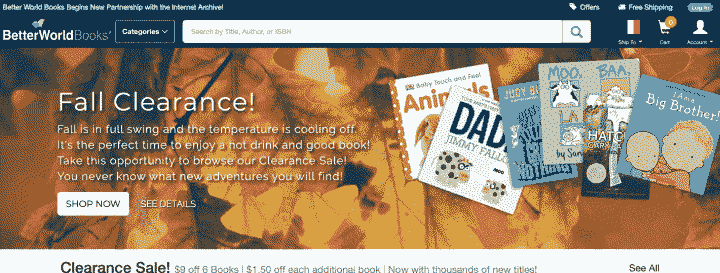 Better World Books Begins New Partnership with the Internet Archive!
Offers
Free Shipping
Log In
BetterWorldBooks
Categories
Search by Title, Author, or ISBN
Ship To
0
Cart
Account
Fall Clearance!
Fall is in full swing and the temperature is cooling off.
It's the perfect time to enjoy a hot drink and good book!
Take this opportunity to browse our Clearance Sale!
You never know what new adventures you will find!
SHOP NOW
SEE DETAILS
Baby Touch and Feel
Animals
DADA
JIMMY FALLON
JUDY
MOO, BAA,
I Am a
Big Brother!
Clearance Sale! $9 off 6 Books | $1.50 off each additional book | Now with thousands of new titles!
See All